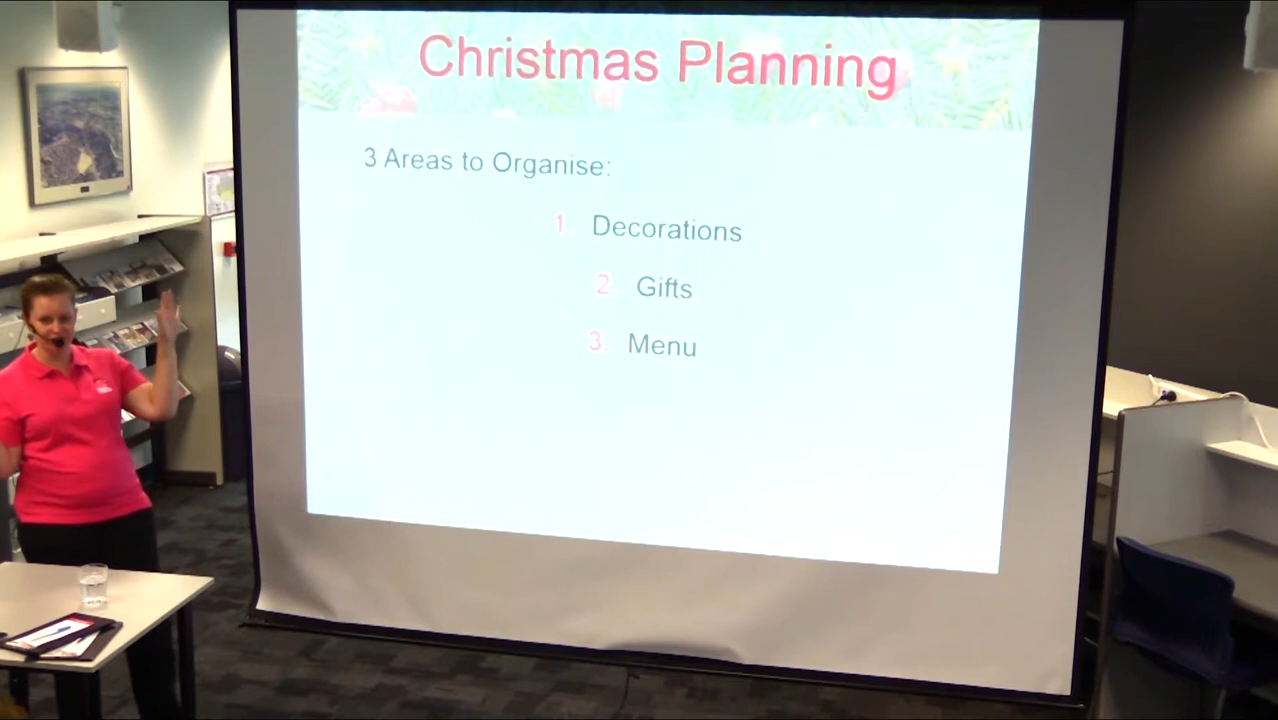 Christmas Planning
3 Areas to Organise:
1. Decorations
2. Gifts
3. Menu